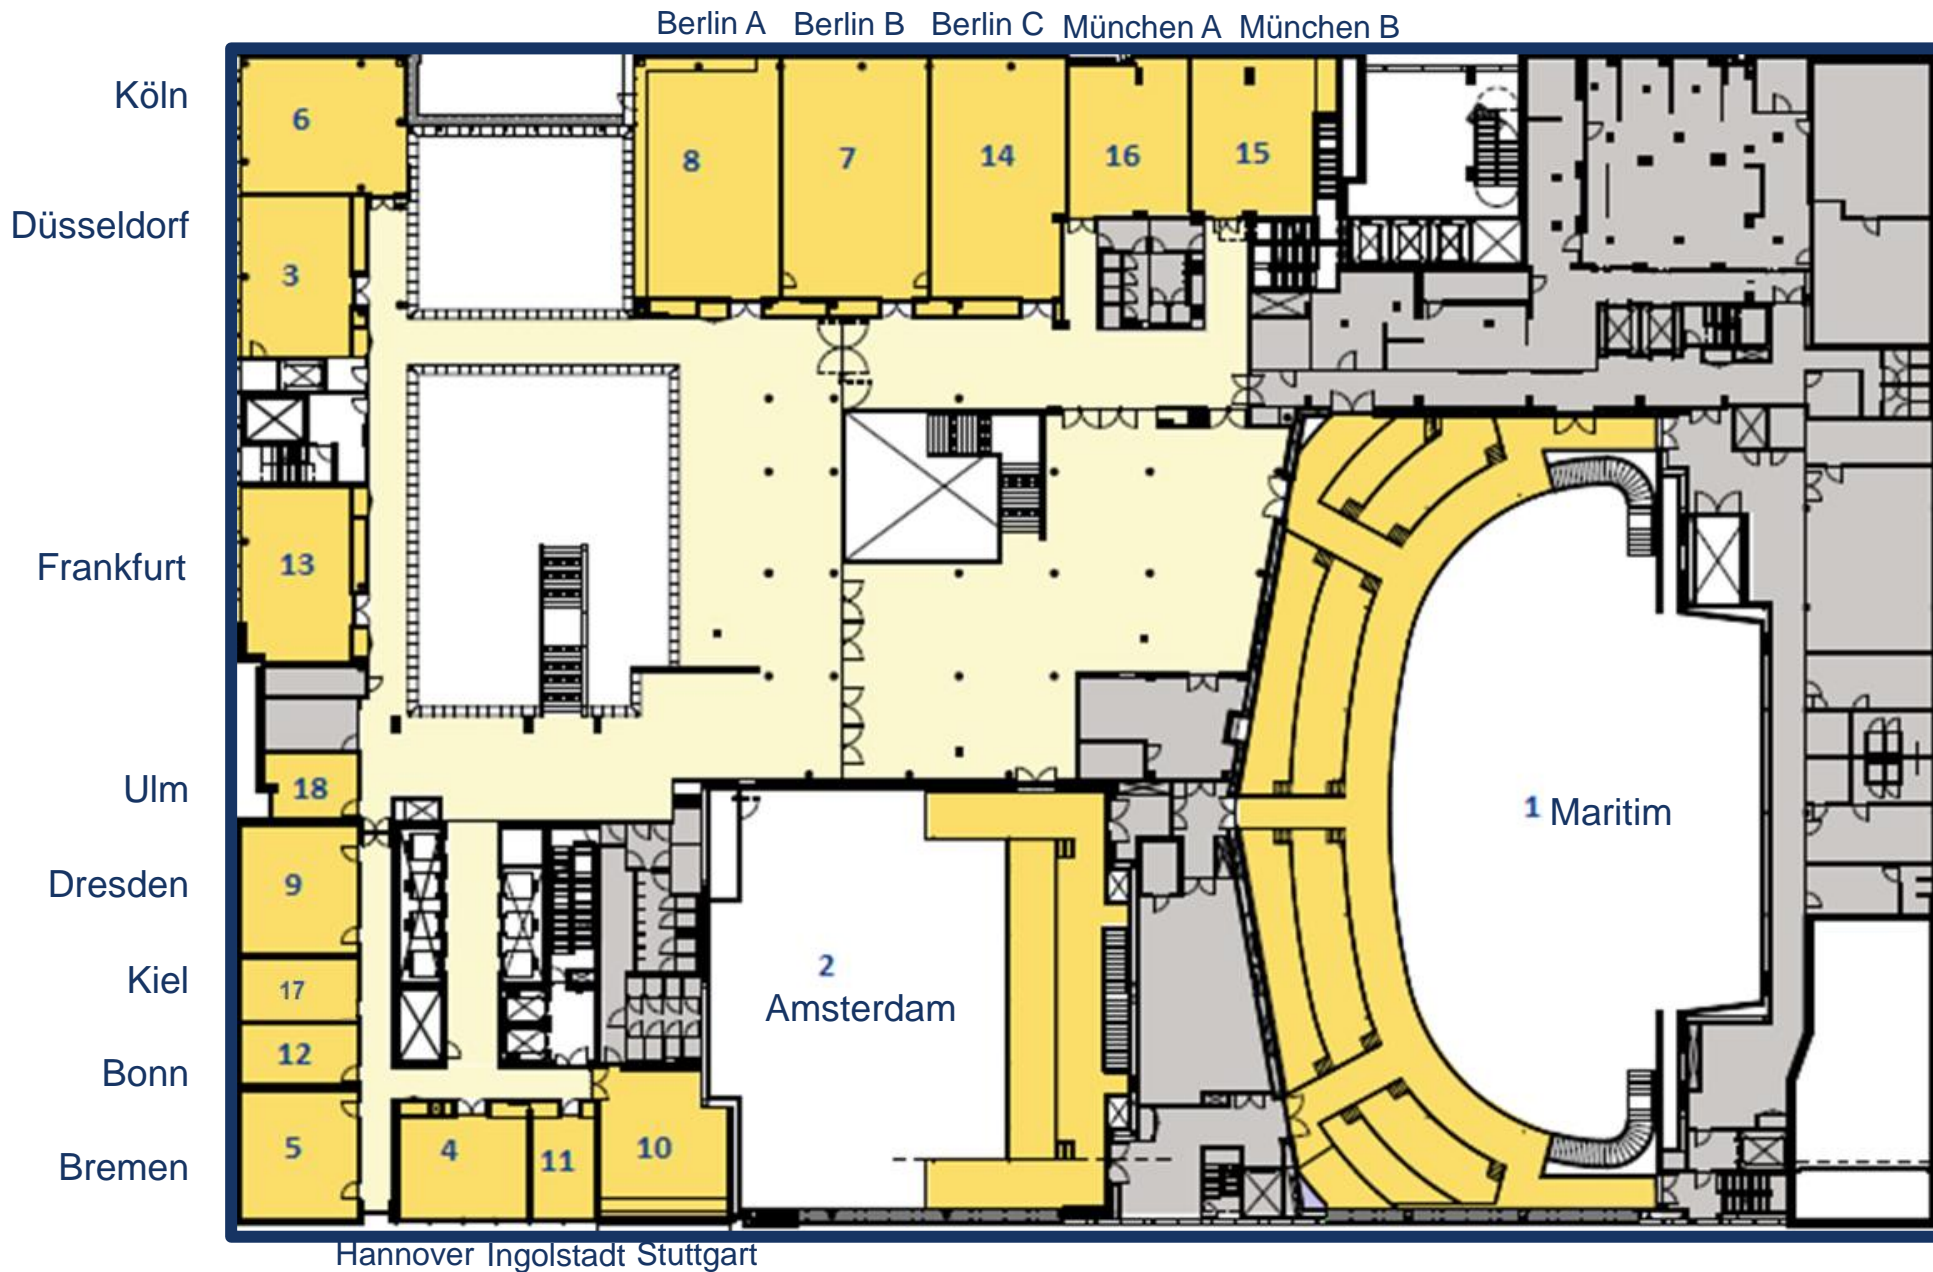 Berlin A Berlin B Berlin C München A München B
Köln
6
8
7
14
16
15
Düsseldorf
3
Frankfurt
13
Ulm
18
1 Maritim
Dresden
9
2
Amsterdam
Kiel
17
12
Bonn
5
4
11
10
Bremen
Hannover Ingolstadt Stuttgart